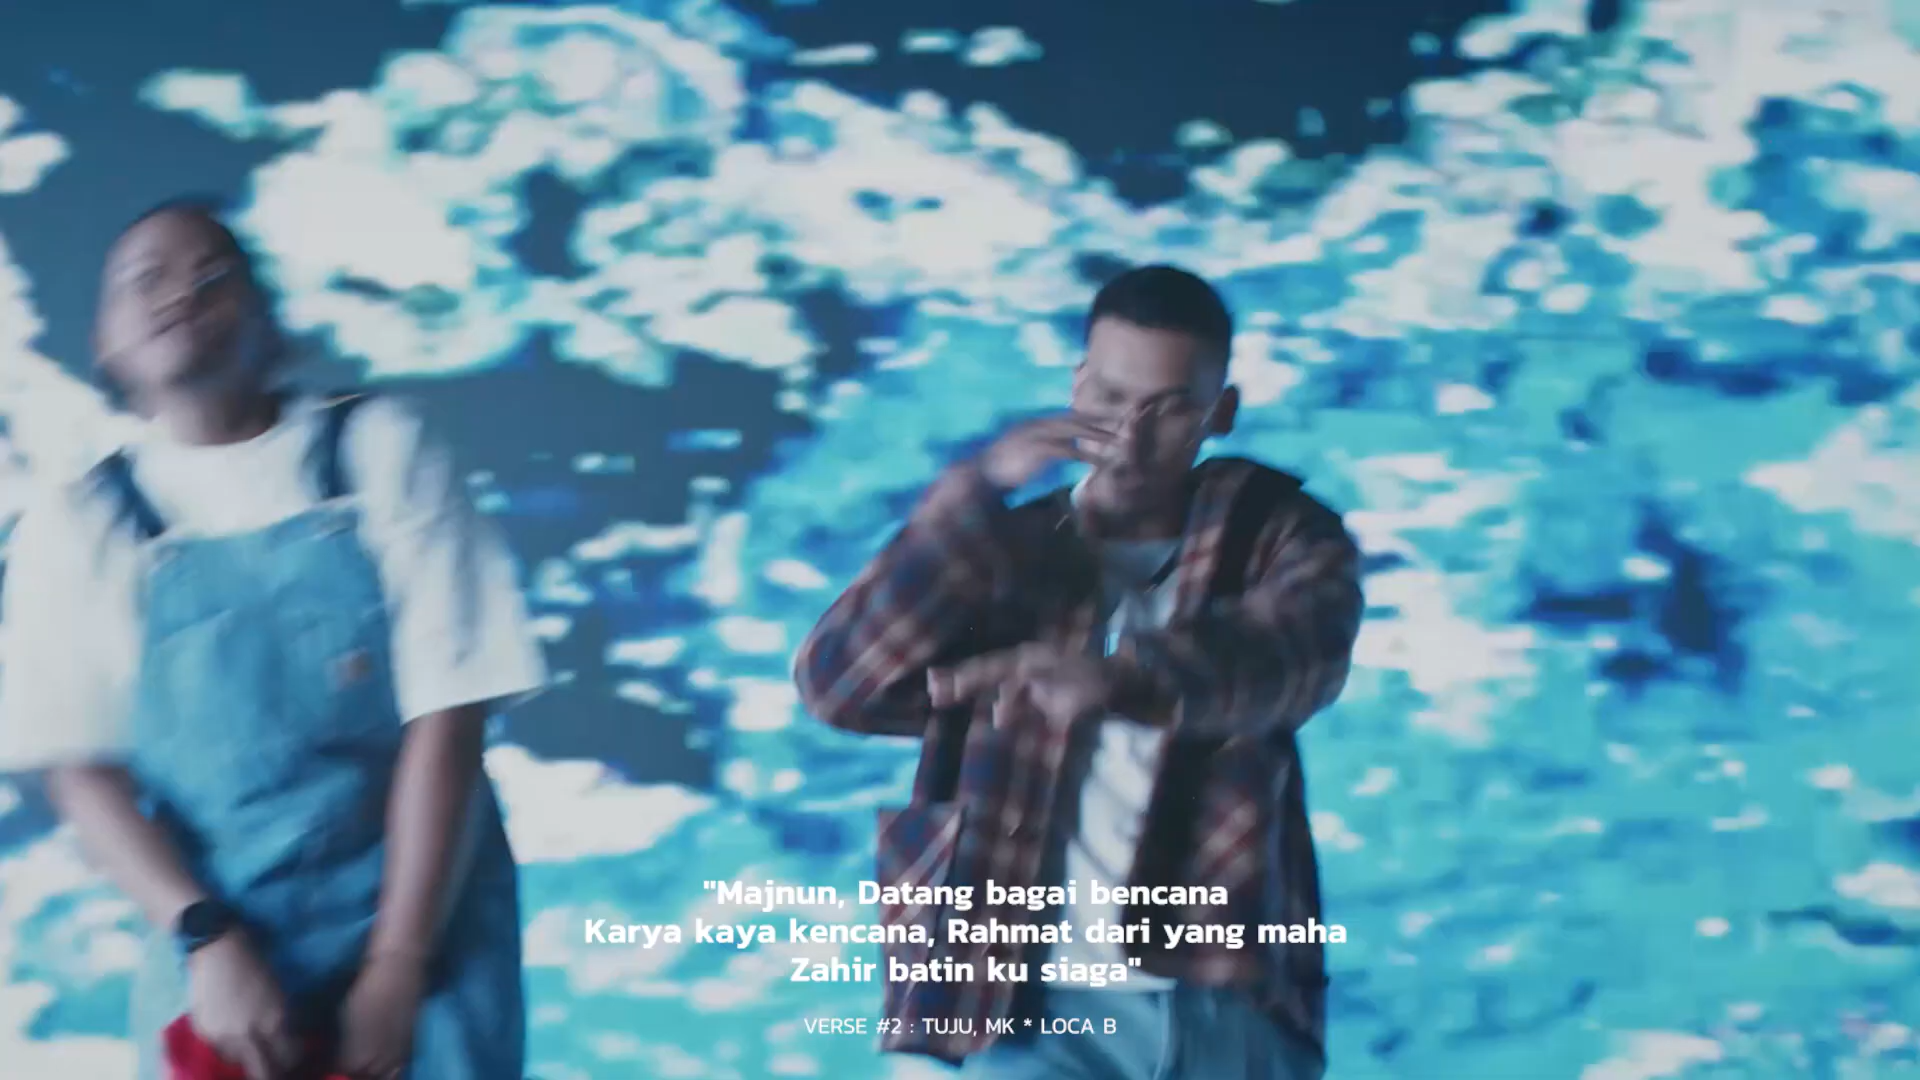 "Majnun, Datang bagai bencana
Karya kaya kencana, Rahmat dari yang maha
Zahir batin ku siaga"
VERSE #2 : TUJU, MK * LOCA B